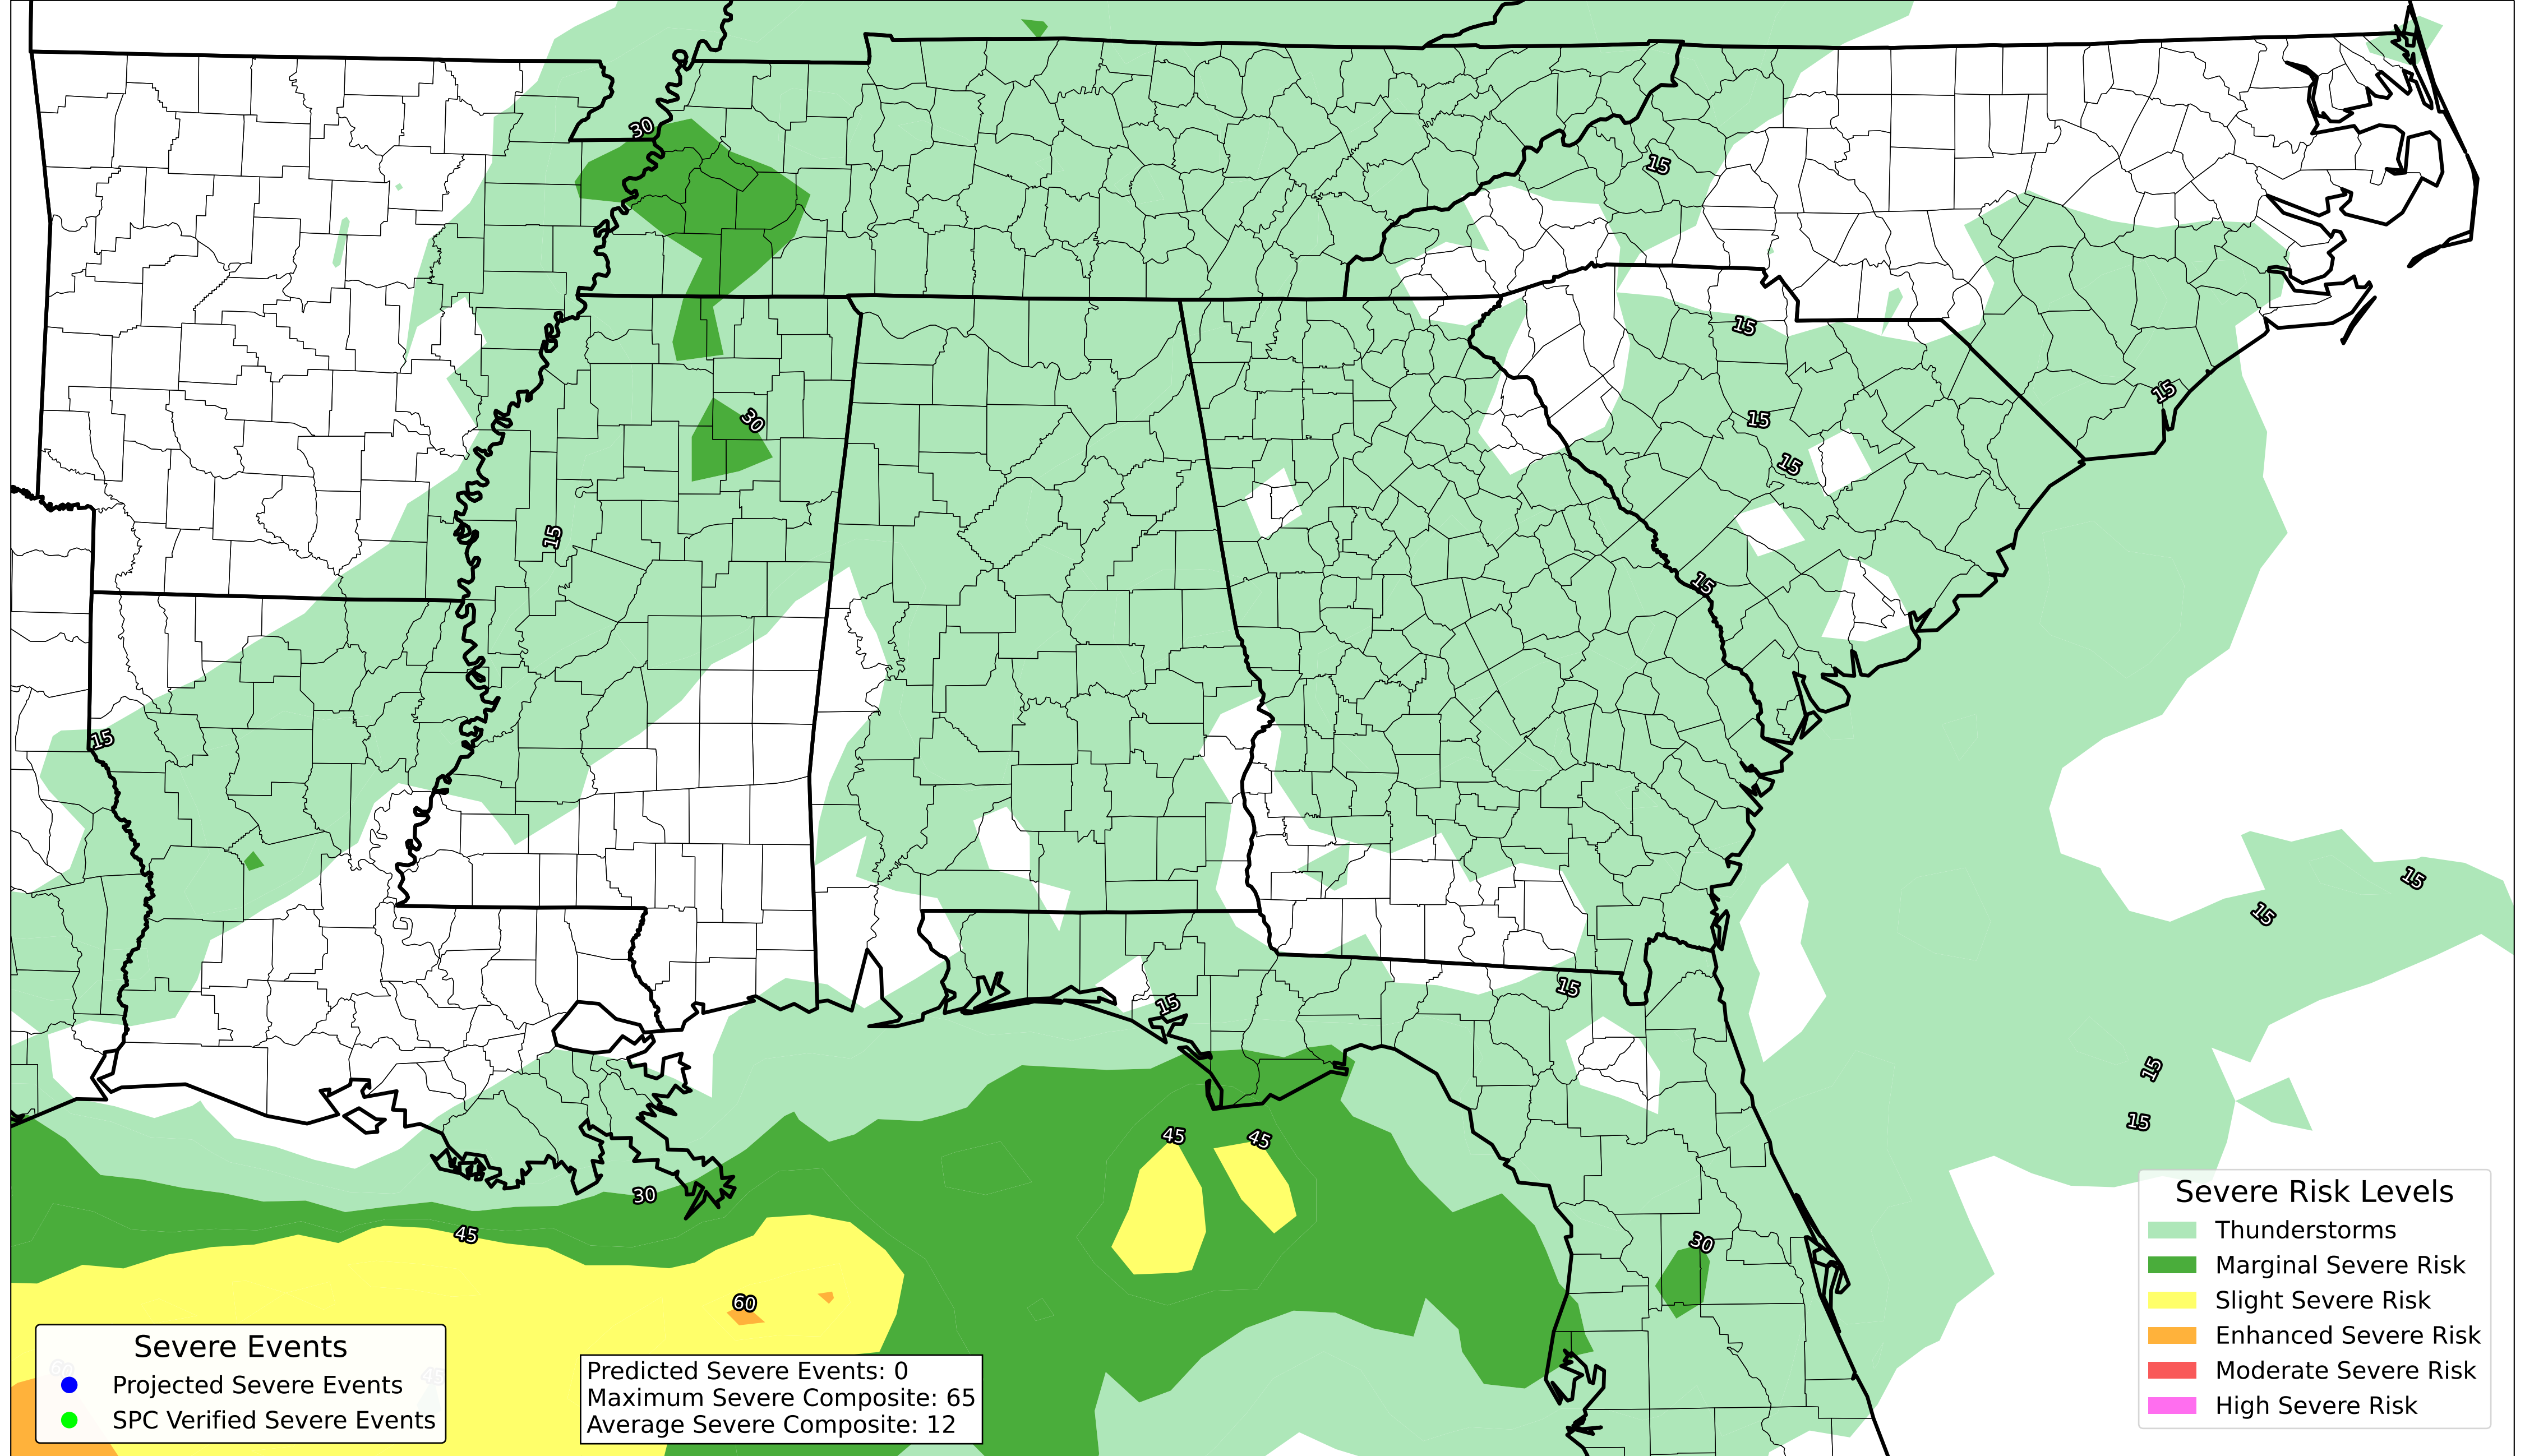 30
15
15
15
30
15
15
15
15
15
15
15
15
15
15
15
45
45
30
45
30
60
60
45
Severe Risk Levels
Thunderstorms
Marginal Severe Risk
Slight Severe Risk
Enhanced Severe Risk
Moderate Severe Risk
High Severe Risk
Severe Events
Projected Severe Events
SPC Verified Severe Events
Predicted Severe Events: 0
Maximum Severe Composite: 65
Average Severe Composite: 12